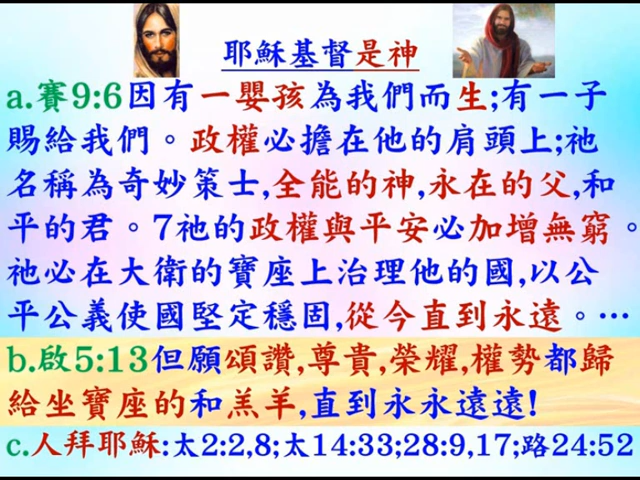 耶穌基督是神
a.賽9:6因有一嬰孩為我們而生;有一子
賜給我們。政權必擔在他的肩頭上;祂
名稱為奇妙策士,全能的神,永在的父,和
平的君。7祂的政權與平安必加增無窮。
祂必在大衛的寶座上治理他的國,以公
平公義使國堅定穩固,從今直到永遠。…
b.啟5:13但願頌讚,尊貴,榮耀,權勢都歸
給坐寶座的和羔羊,直到永永遠遠!
c.人拜耶穌:太2:2,8;太14:33;28:9,17;路24:52